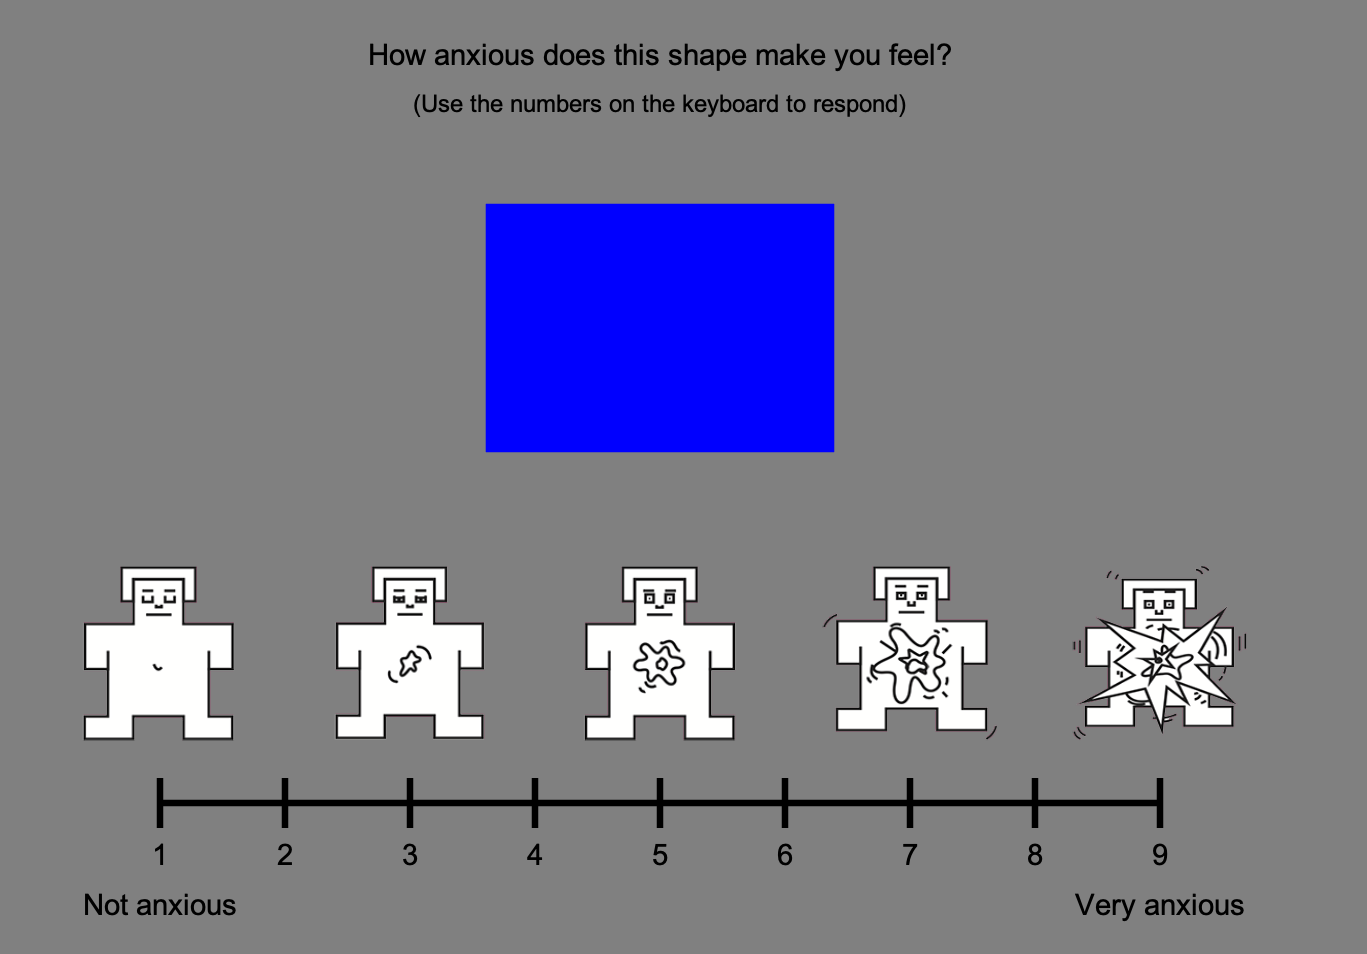 How anxious does this shape make you feel?
(Use the numbers on the keyboard to respond)
1 2 3 4 5 6 7 8 9
Not anxious Very anxious